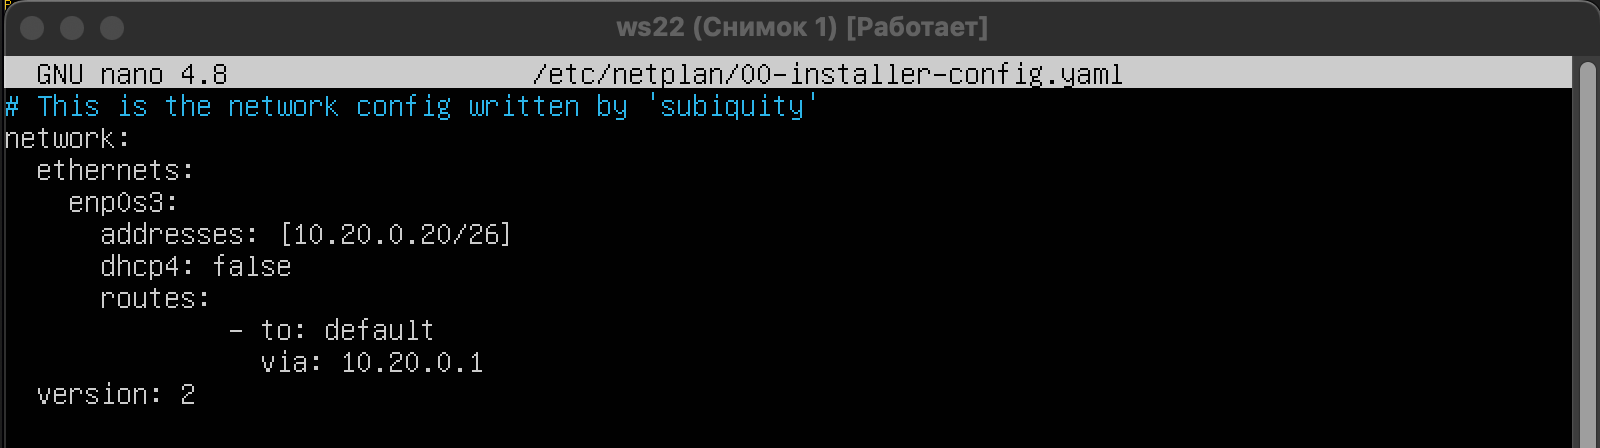 ws22 (Снимок 1) [Работает]
GNU nano 4.8 /etc/netplan/00-installer-config.yaml
# This is the network config written by 'subiquity'
network:
  ethernets:
    enp0s3:
      addresses: [10.20.0.20/26]
      dhcp4: false
      routes:
              - to: default
                via: 10.20.0.1
  version: 2